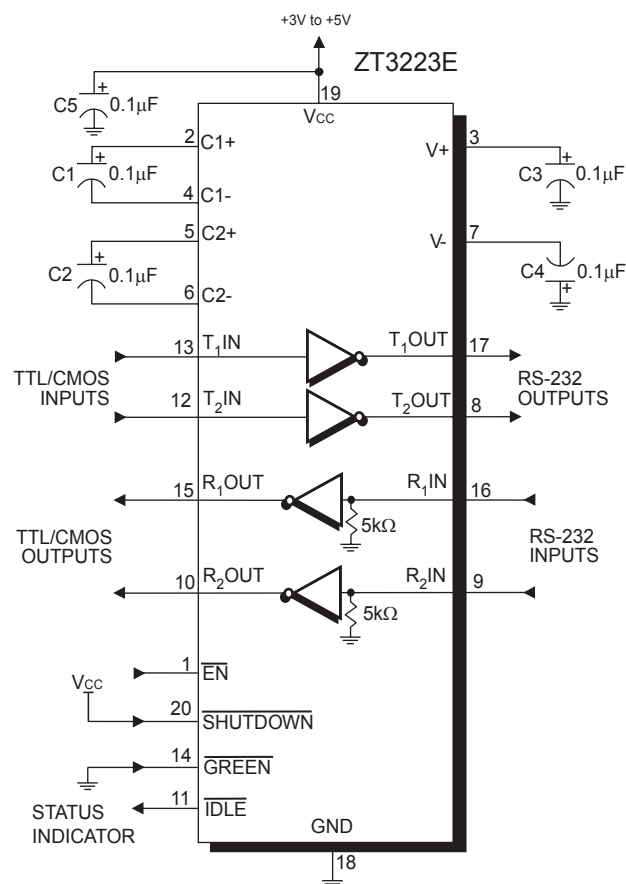 +3V to +5V
ZT3223E
C5
+
0.1μF
19
Vcc
2
C1+
C1
+
0.1μF
4
C1-
5
C2+
C2
+
0.1μF
6
C2-
3
V+
+
C3
0.1μF
7
V-
C4
0.1μF
+
TTL/CMOS
INPUTS
13
T1IN
T1OUT
17
12
T2IN
T2OUT
8
RS-232
OUTPUTS
TTL/CMOS
OUTPUTS
15
R1OUT
R1IN
16
5kΩ
10
R2OUT
R2IN
9
5kΩ
RS-232
INPUTS
1
EN
Vcc
20
SHUTDOWN
14
GREEN
11
IDLE
STATUS
INDICATOR
GND
18